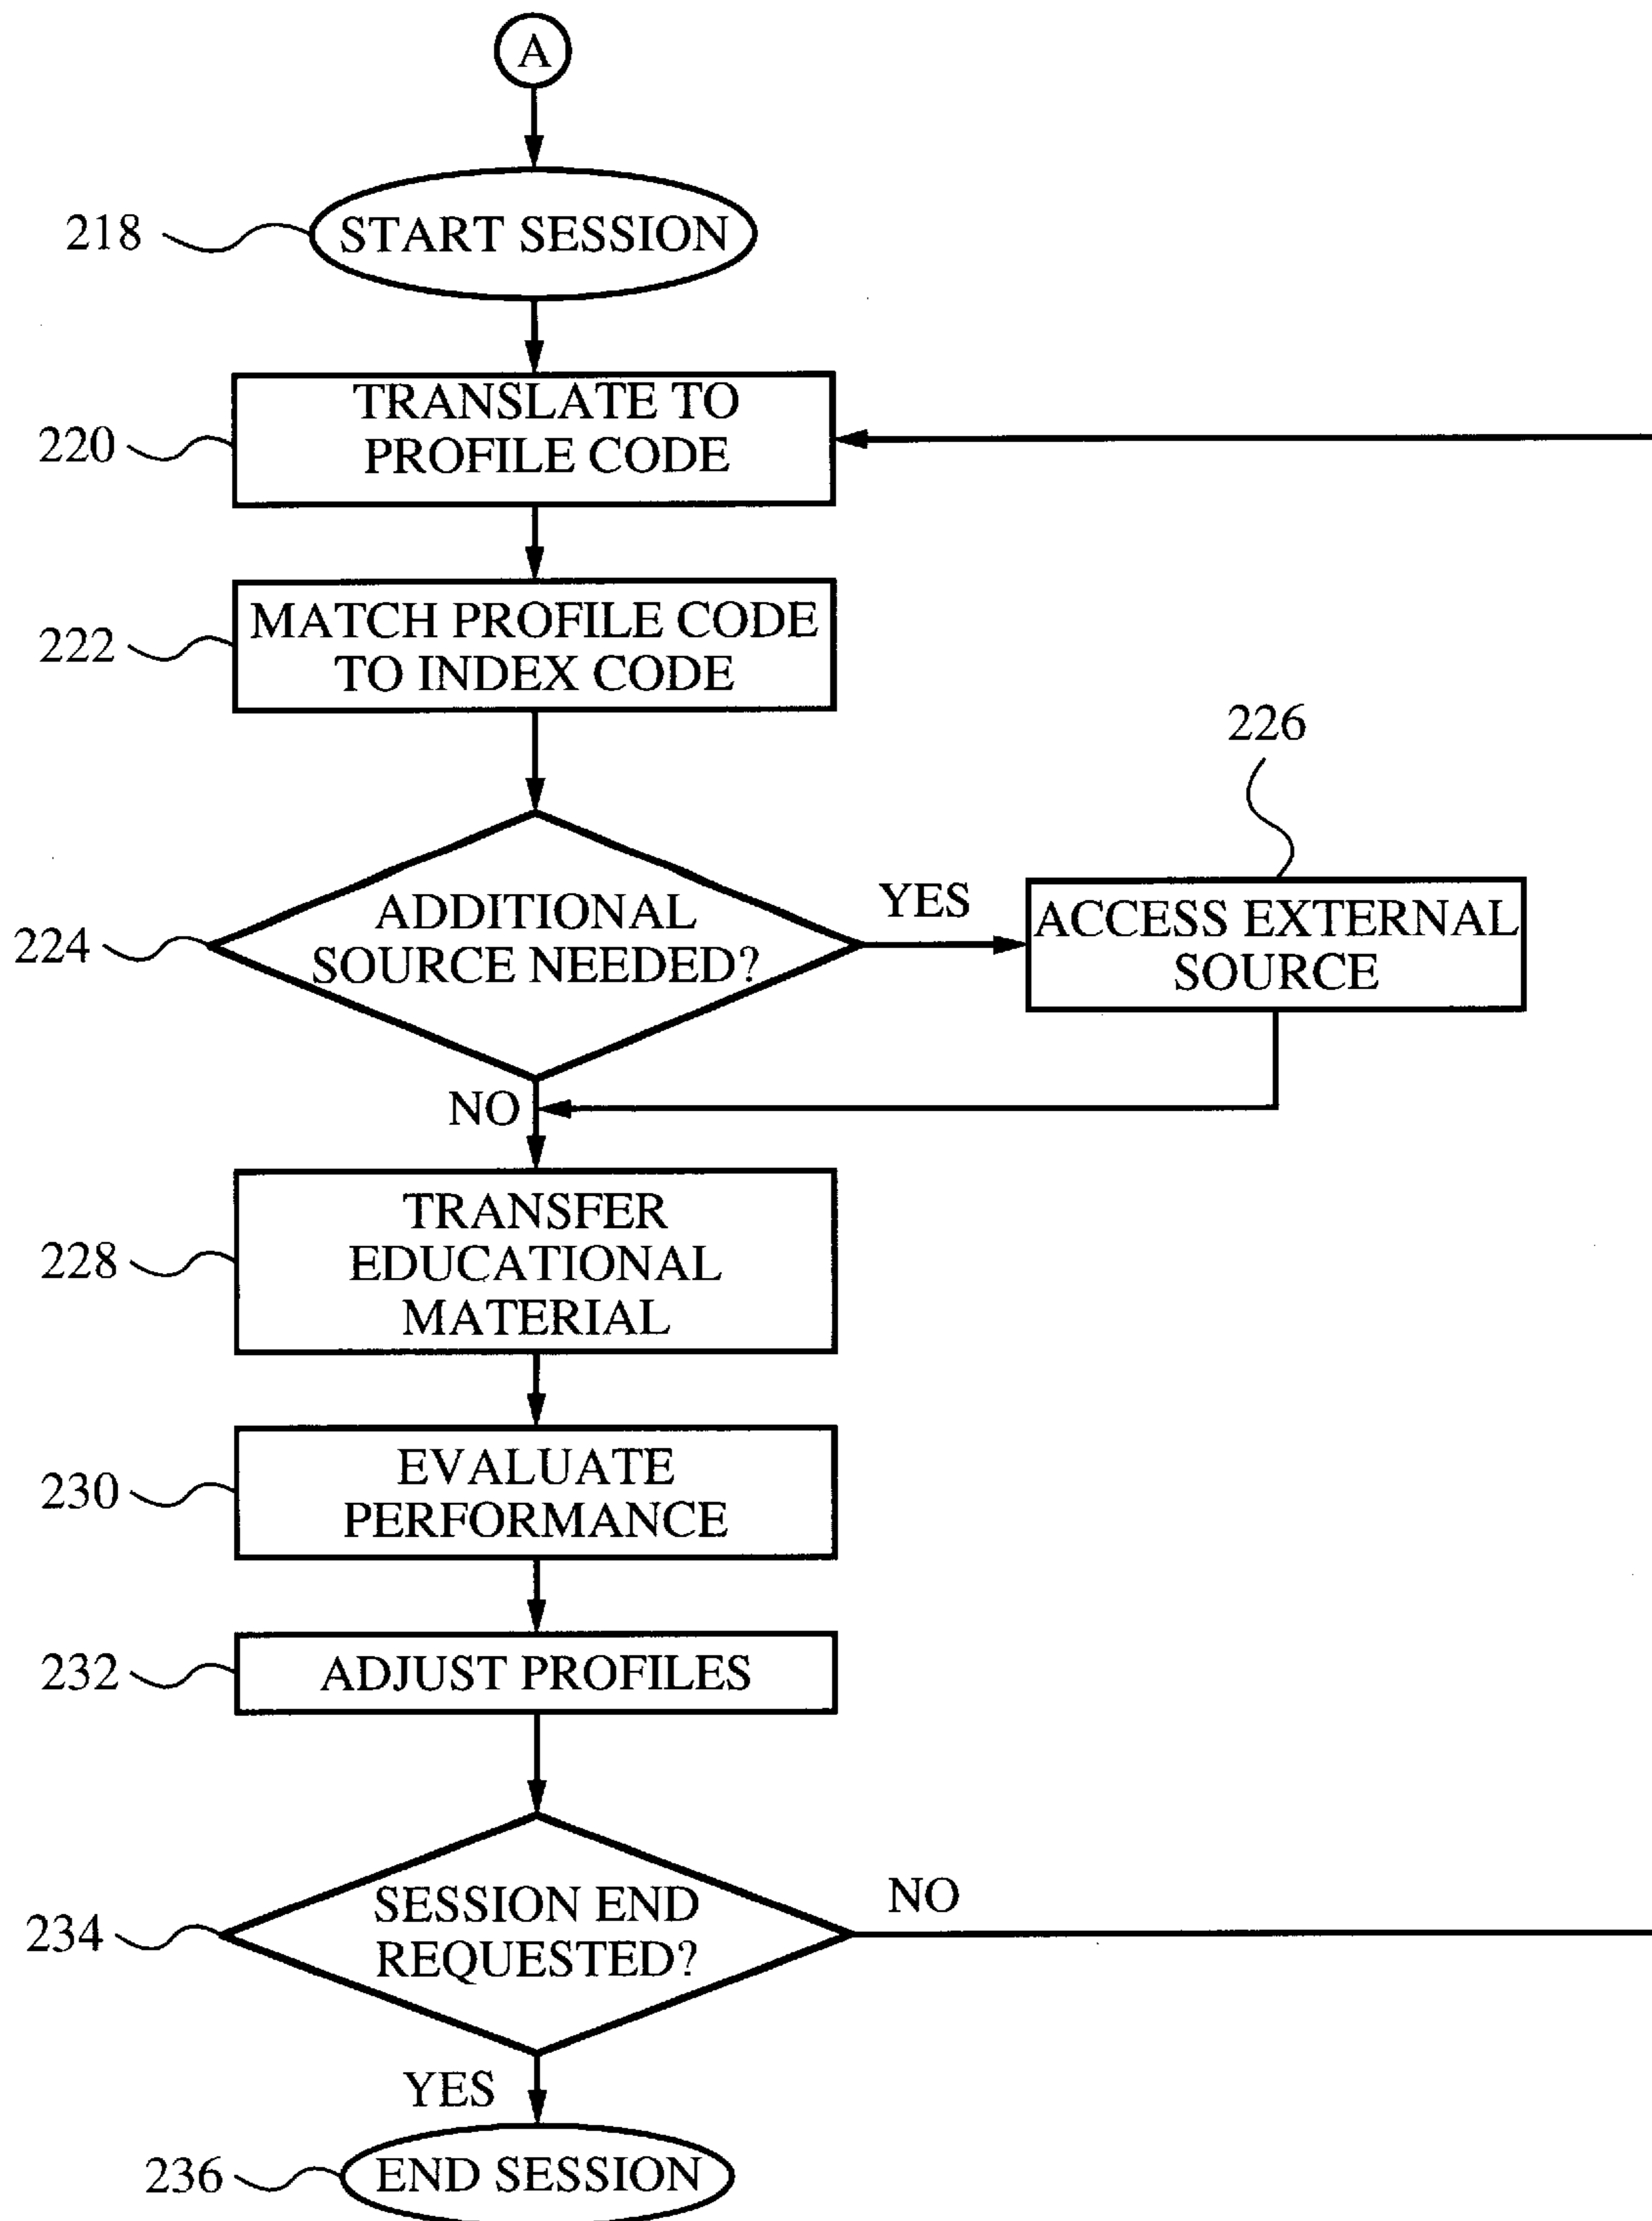 A
218
START SESSION
220
TRANSLATE TO
PROFILE CODE
222
MATCH PROFILE CODE
TO INDEX CODE
226
224
ADDITIONAL
SOURCE NEEDED?
YES
ACCESS EXTERNAL
SOURCE
NO
228
TRANSFER
EDUCATIONAL
MATERIAL
230
EVALUATE
PERFORMANCE
232
ADJUST PROFILES
234
SESSION END
REQUESTED?
NO
YES
236
END SESSION